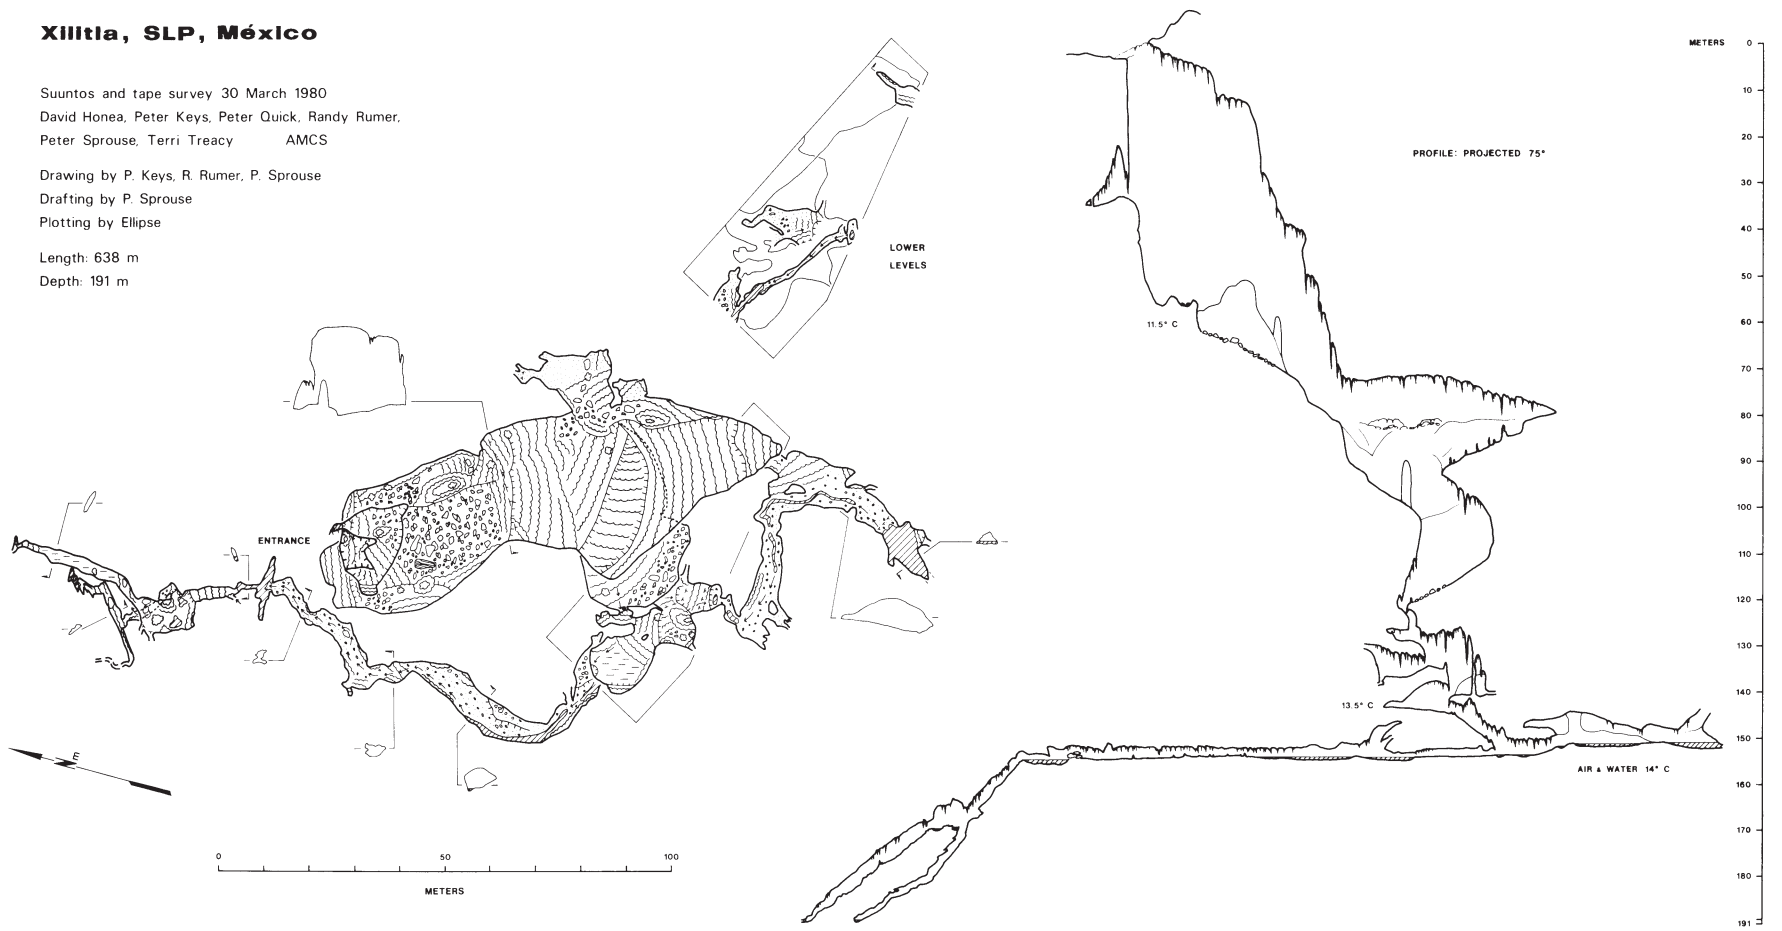 Xilitla, SLP, México
Suuntos and tape survey 30 March 1980
David Honea, Peter Keys, Peter Quick, Randy Rumer,
Peter Sprouse, Terri Treacy AMCS
Drawing by P. Keys, R. Rumer, P. Sprouse
Drafting by P. Sprouse
Plotting by Ellipse
Length: 638 m
Depth: 191 m
LOWER
LEVELS
ENTRANCE
E
0 50 100
METERS
PROFILE: PROJECTED 75°
11.5° C
13.5° C
AIR & WATER 14° C
METERS 0
10
20
30
40
50
60
70
80
90
100
110
120
130
140
150
160
170
180
191